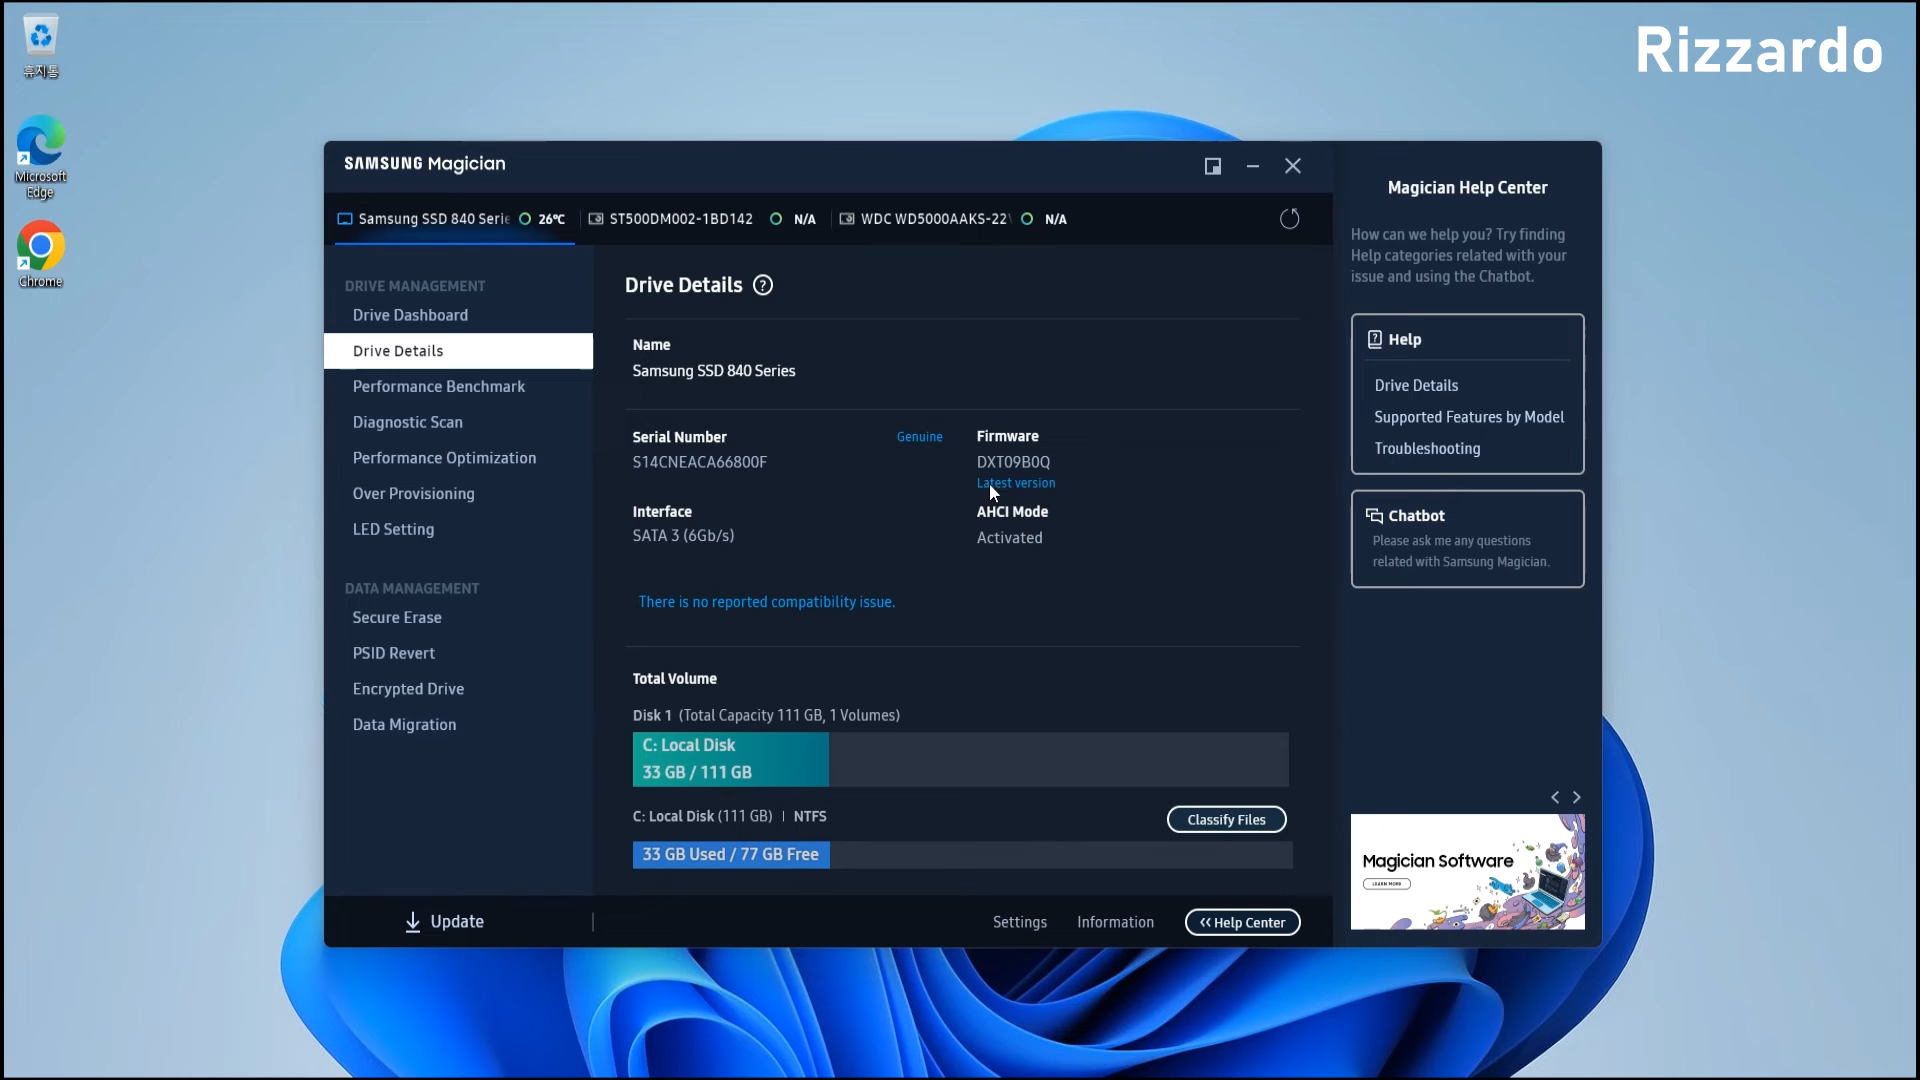 휴지통
Microsoft
Edge
Chrome
Rizzardo
SAMSUNG Magician
Samsung SSD 840 Serie 26℃ ST500DM002-1BD142 N/A WDC WD5000AAKS-22 N/A
DRIVE MANAGEMENT
Drive Dashboard
Drive Details
Performance Benchmark
Diagnostic Scan
Performance Optimization
Over Provisioning
LED Setting
DATA MANAGEMENT
Secure Erase
PSID Revert
Encrypted Drive
Data Migration
Update
Drive Details ?
Name
Samsung SSD 840 Series
Serial Number Genuine
S14CNEACA66800F
Firmware
DXT09B0Q
Latest version
Interface
SATA 3 (6Gb/s)
AHCI Mode
Activated
There is no reported compatibility issue.
Total Volume
Disk 1 (Total Capacity 111 GB, 1 Volumes)
C: Local Disk
33 GB / 111 GB
C: Local Disk (111 GB) | NTFS
Classify Files
33 GB Used / 77 GB Free
Settings Information << Help Center
Magician Help Center
How can we help you? Try finding
Help categories related with your
issue and using the Chatbot.
Help
Drive Details
Supported Features by Model
Troubleshooting
Chatbot
Please ask me any questions
related with Samsung Magician.
Magician Software
LEARN MORE